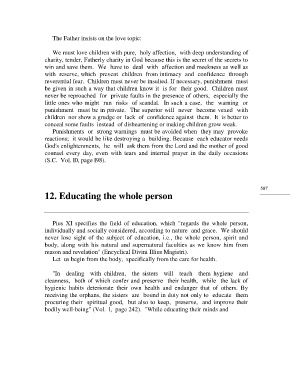 The Father insists on the love topic:
We must love children with pure, holy affection, with deep understanding of
charity, tender, Fatherly charity in God because this is the secret of the secrets to
win and save them. We have to deal with affection and meekness as well as
with reserve, which prevent children from intimacy and confidence through
reverential fear. Children must never be insulted. If necessary, punishment must
be given in such a way that children know it is for their good. Children must
never be reproached for private faults in the presence of others, especially the
little ones who might run risks of scandal. In such a case, the warning or
punishment must be in private. The superior will never become vexed with
children nor show a grudge or lack of confidence against them. It is better to
conceal some faults instead of disheartening or making children grow weak.
Punishments or strong warnings must be avoided when they may provoke
reactions; it would be like destroying a building. Because each educator needs
God's enlightenments, he will ask them from the Lord and the mother of good
counsel every day, even with tears and interior prayer in the daily occasions
(S.C. Vol. I0, page l98).
587
12. Educating the whole person
Pius XI specifies the field of education, which "regards the whole person,
individually and socially considered, according to nature and grace. We should
never lose sight of the subject of education, i.e., the whole person, spirit and
body, along with his natural and supernatural faculties as we know him from
reason and revelation" (Encyclical Divini Illius Magistri).
Let us begin from the body, specifically from the care for health.
"In dealing with children, the sisters will teach them hygiene and
cleanness, both of which confer and preserve their health, while the lack of
hygienic habits deteriorate their own health and endanger that of others. By
receiving the orphans, the sisters are bound in duty not only to educate them
procuring their spiritual good, but also to keep, preserve, and improve their
bodily well-being" (Vol. 1, page 242). "While educating their minds and